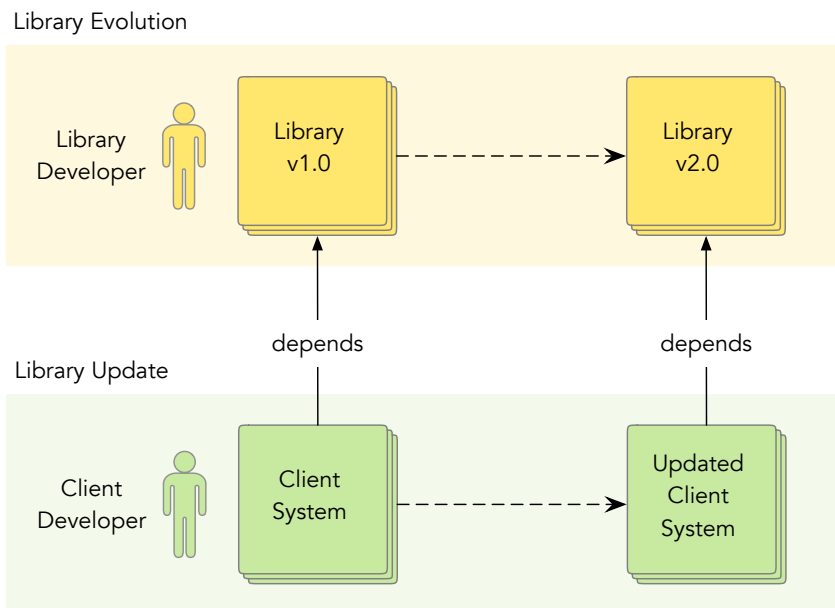 Library Evolution
Library
Developer
Library
v1.0
Library
v2.0
depends
depends
Library Update
Client
Developer
Client
System
Updated
Client
System